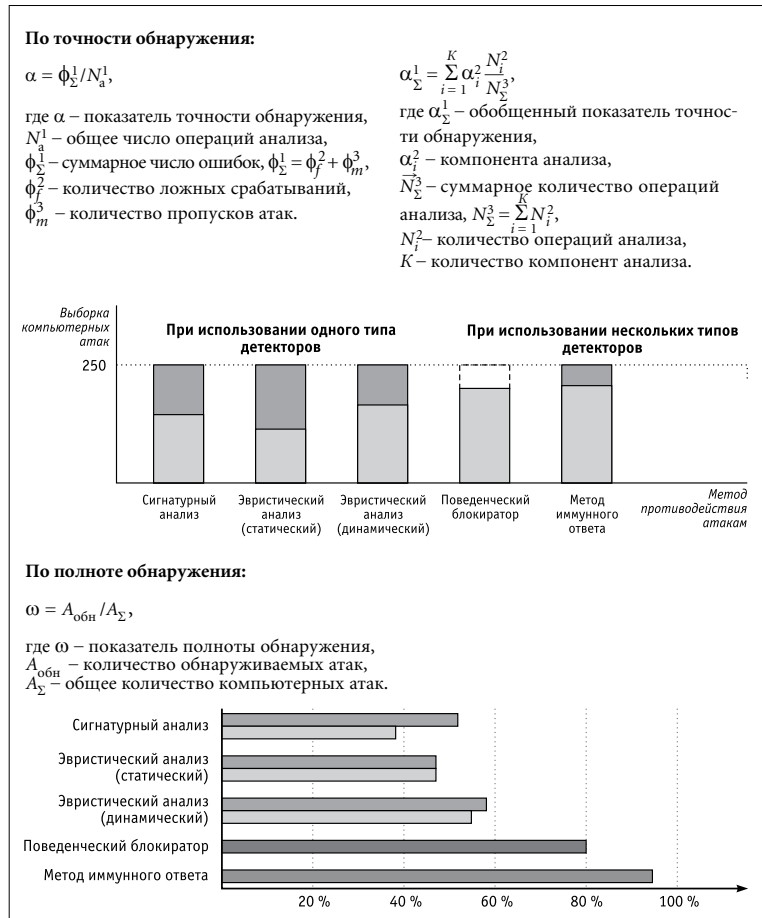 По точности обнаружения:
α = ϕ¹_Σ/N¹_а,
где α – показатель точности обнаружения,
N¹_а – общее число операций анализа,
ϕ¹_Σ – суммарное число ошибок, ϕ¹_Σ = ϕ²_f + ϕ³_m,
ϕ²_f – количество ложных срабатываний,
ϕ³_m – количество пропусков атак.
α¹_Σ = Σ_{i = 1}^{K} α²_i N²_i/N³_Σ,
где α¹_Σ – обобщенный показатель точнос-
ти обнаружения,
α²_i – компонента анализа,
N³_Σ – суммарное количество операций
анализа, N³_Σ = Σ_{i = 1}^{K} N²_i,
N²_i – количество операций анализа,
K – количество компонент анализа.
Выборка
компьютерных
атак
250
При использовании одного типа
детекторов
При использовании нескольких типов
детекторов
Сигнатурный
анализ
Эвристический
анализ
(статический)
Эвристический
анализ
(динамический)
Поведенческий
блокиратор
Метод
иммунного
ответа
Метод
противодействия
атакам
По полноте обнаружения:
ω = A_обн /A_Σ,
где ω – показатель полноты обнаружения,
A_обн – количество обнаруживаемых атак,
A_Σ – общее количество компьютерных атак.
Сигнатурный анализ
Эвристический анализ
(статический)
Эвристический анализ
(динамический)
Поведенческий блокиратор
Метод иммунного ответа
20 % 40 % 60 % 80 % 100 %